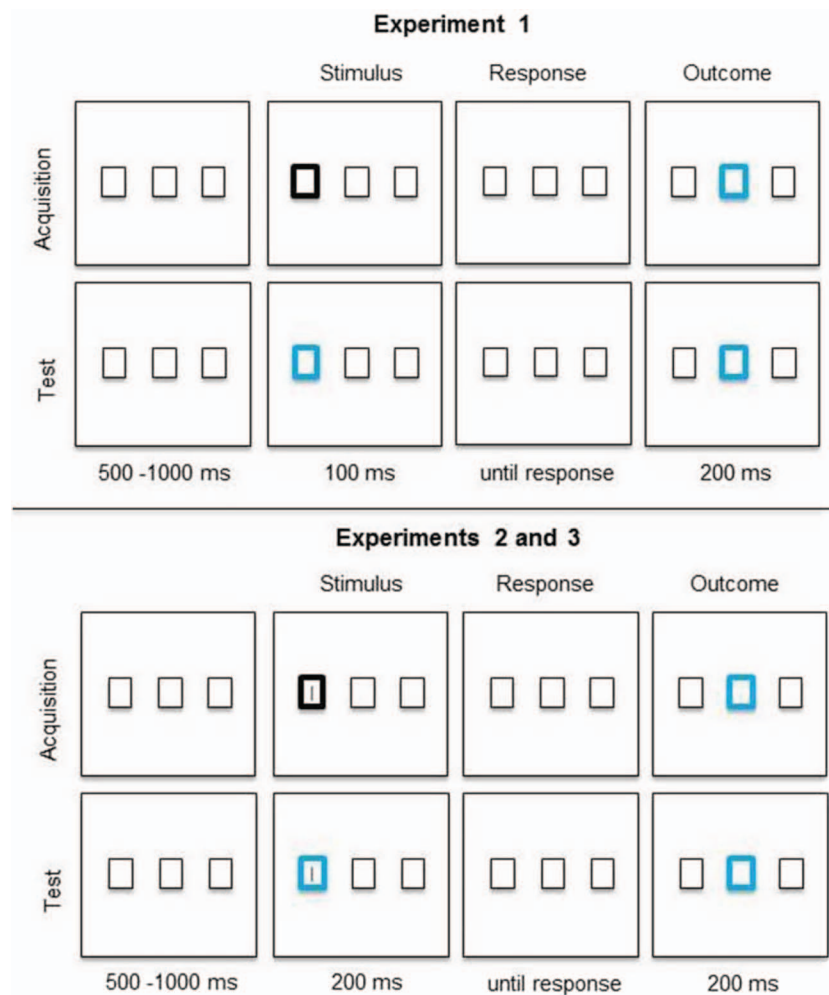 Experiment 1
Stimulus Response Outcome
Acquisition
Test
500 -1000 ms 100 ms until response 200 ms
Experiments 2 and 3
Stimulus Response Outcome
Acquisition
Test
500 -1000 ms 200 ms until response 200 ms